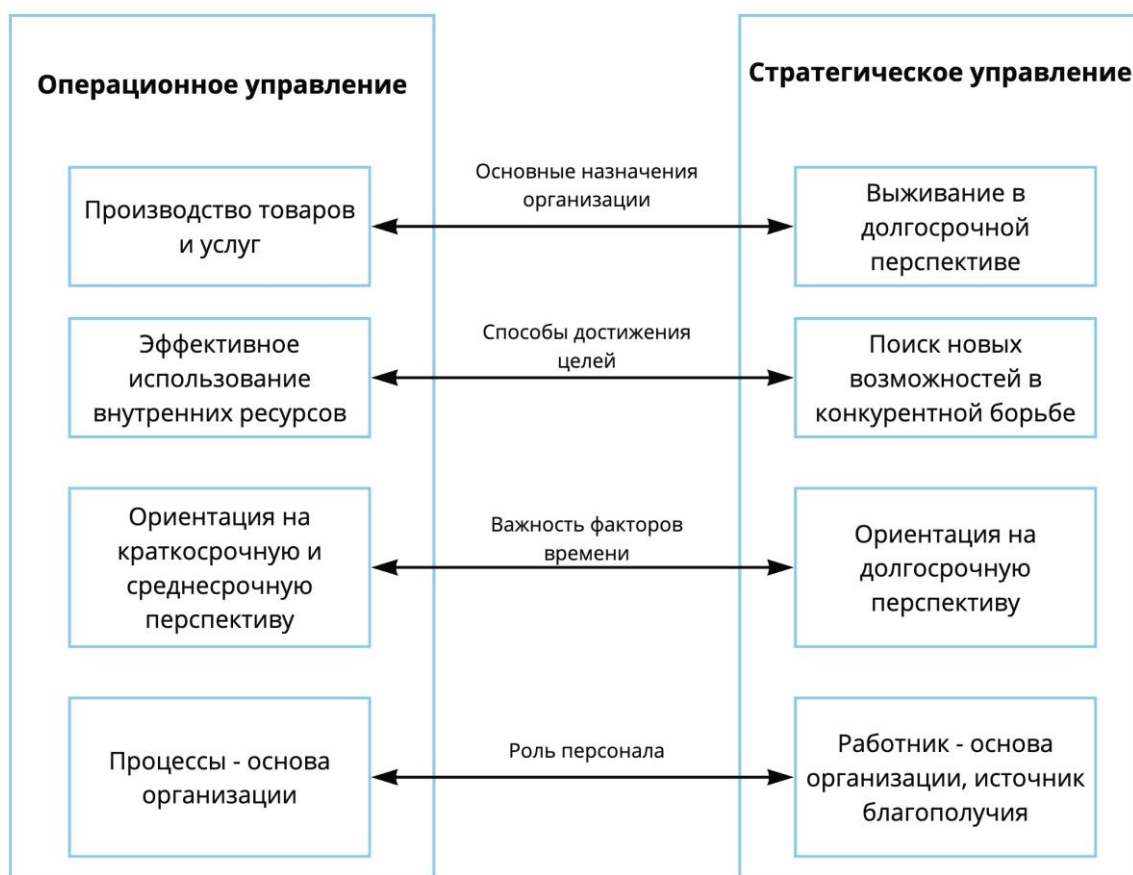 Операционное управление
Стратегическое управление
Основные назначения
организации
Производство товаров
и услуг
Выживание в
долгосрочной
перспективе
Способы достижения
целей
Эффективное
использование
внутренних ресурсов
Поиск новых
возможностей в
конкурентной борьбе
Важность факторов
времени
Ориентация на
краткосрочную и
среднесрочную
перспективу
Ориентация на
долгосрочную
перспективу
Роль персонала
Процессы - основа
организации
Работник - основа
организации, источник
благополучия